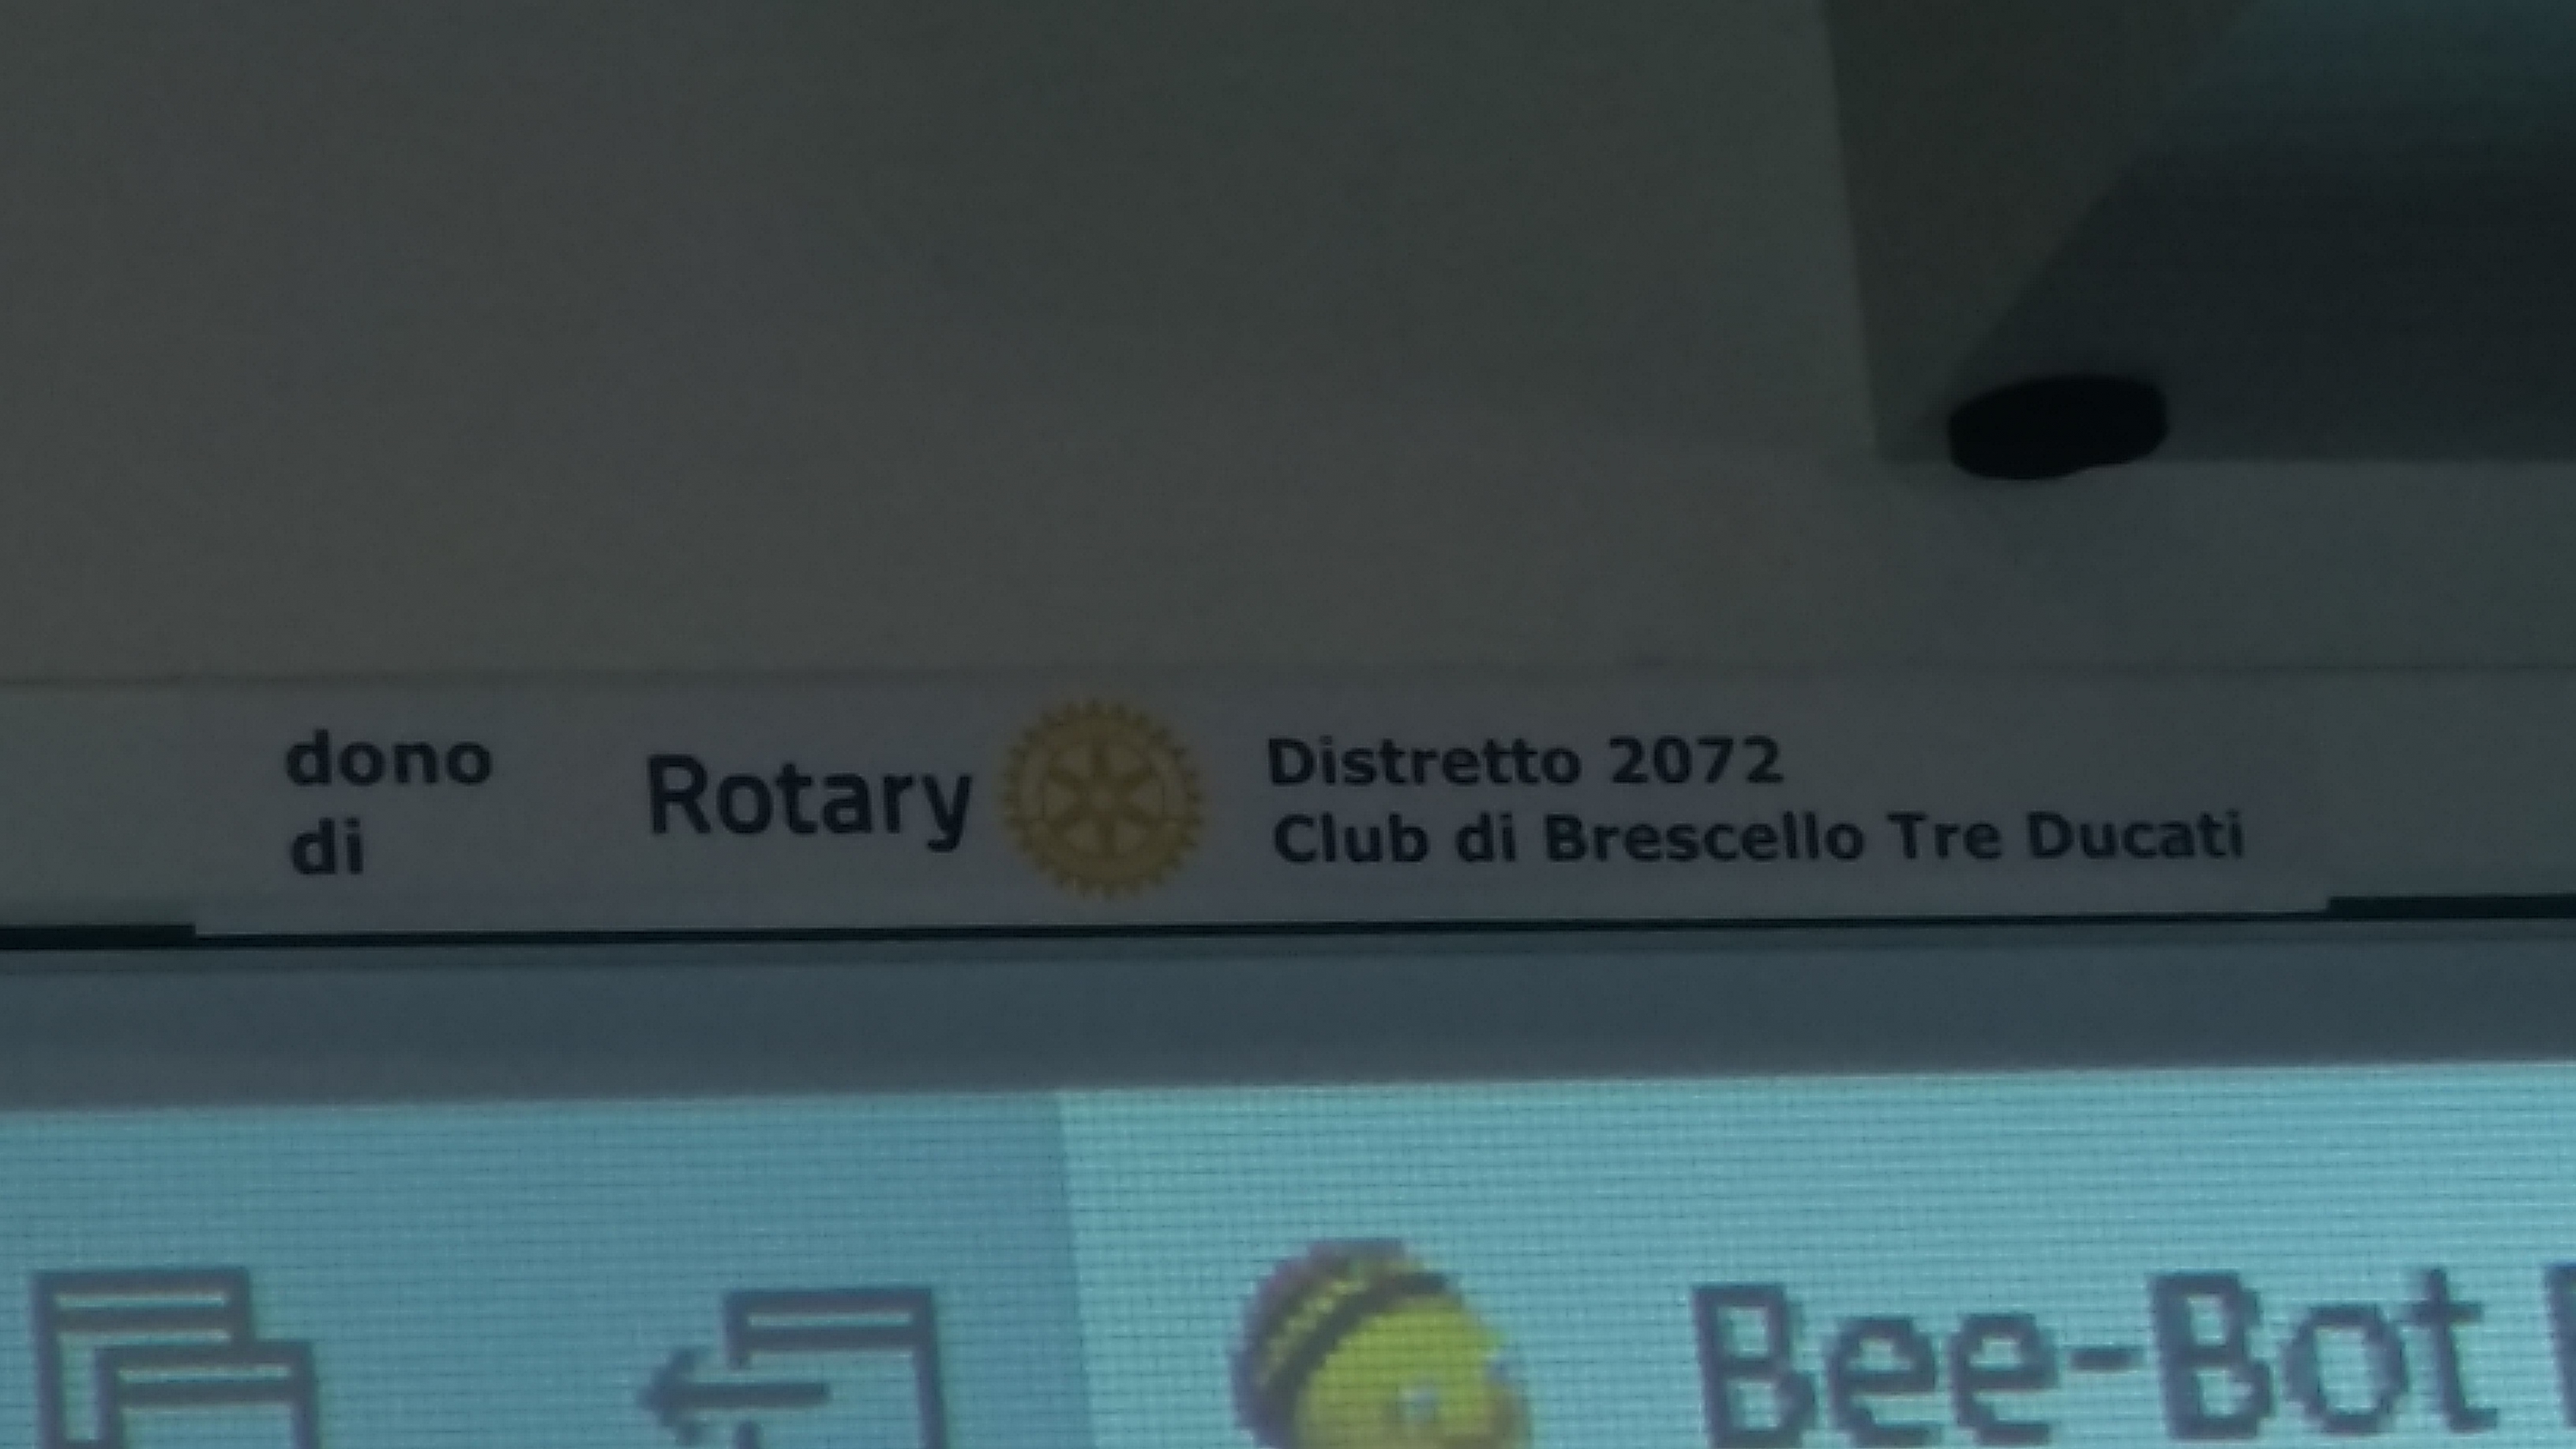 dono
di
Rotary
Distretto 2072
Club di Brescello Tre Ducati
Bee-Bot